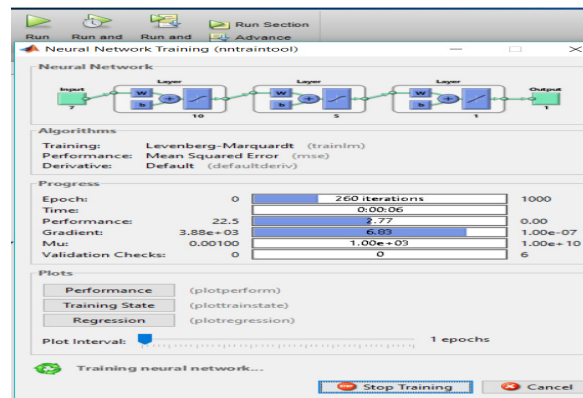 Run Section
Run Run and Run and Advance
Neural Network Training (nntraintool)
Neural Network
Layer Layer Layer
Input Output
W W W
b b b
7 10 5 1 1
Algorithms
Training: Levenberg-Marquardt (trainlm)
Performance: Mean Squared Error (mse)
Derivative: Default (defaultderiv)
Progress
Epoch: 0 260 iterations 1000
Time: 0:00:06
Performance: 22.5 2.77 0.00
Gradient: 3.88e+03 6.83 1.00e-07
Mu: 0.00100 1.00e+03 1.00e+10
Validation Checks: 0 0 6
Plots
Performance (plotperform)
Training State (plottrainstate)
Regression (plotregression)
Plot Interval: 1 epochs
Training neural network...
Stop Training Cancel